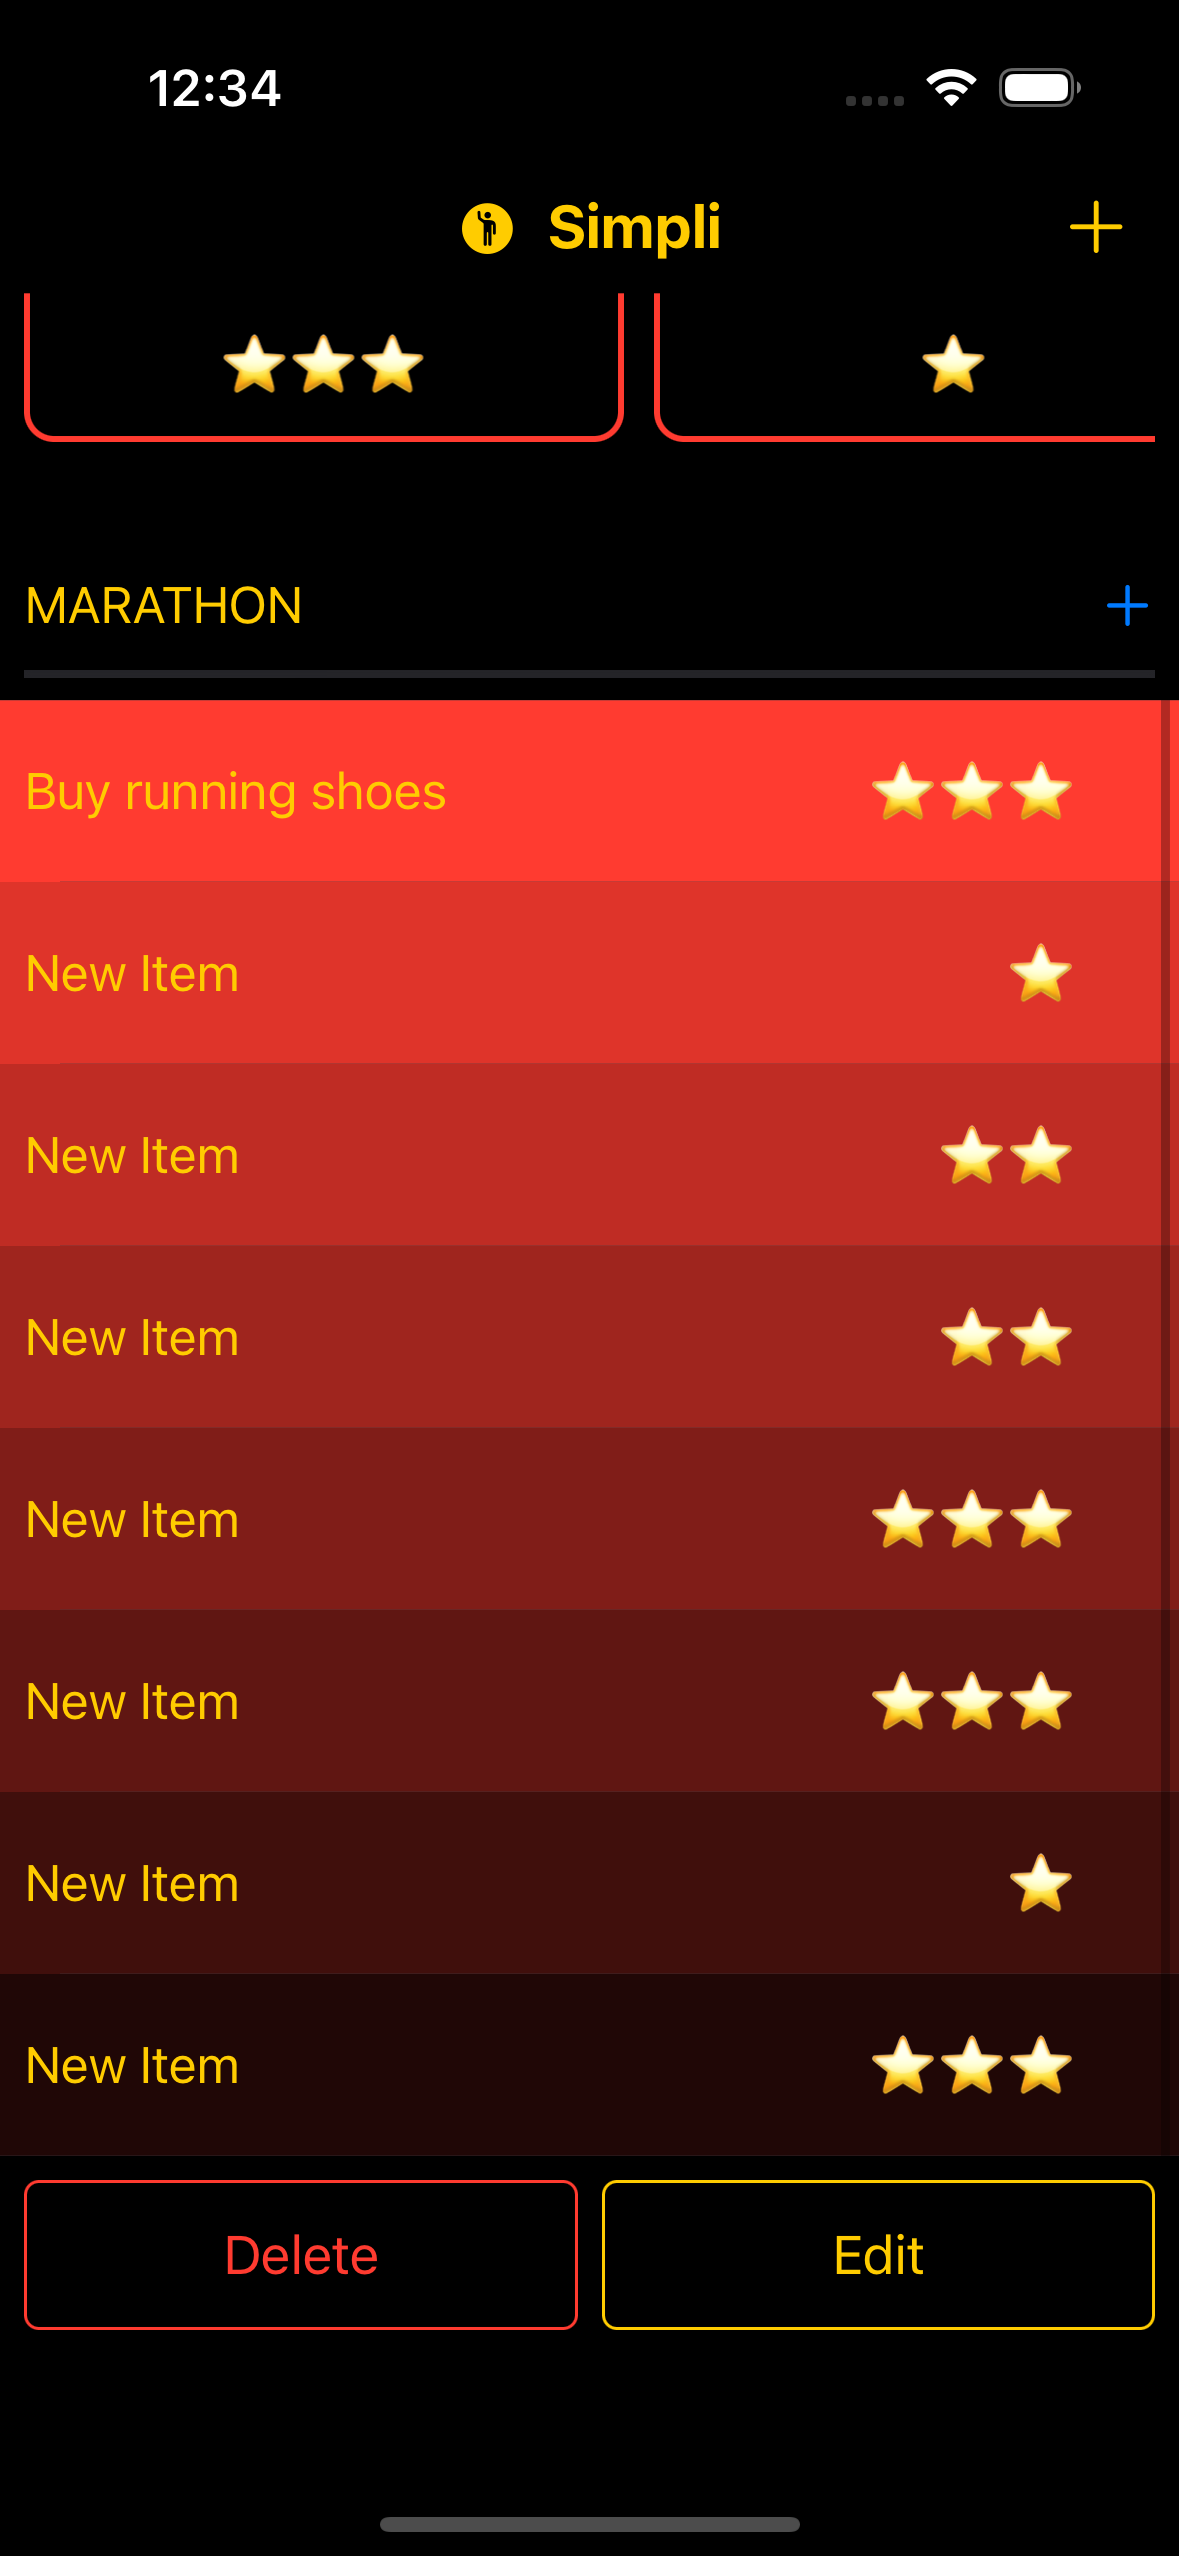 12:34
Simpli
⭐⭐⭐ ⭐
MARATHON
Buy running shoes ⭐⭐⭐
New Item ⭐
New Item ⭐⭐
New Item ⭐⭐
New Item ⭐⭐⭐
New Item ⭐⭐⭐
New Item ⭐
New Item ⭐⭐⭐
Delete Edit